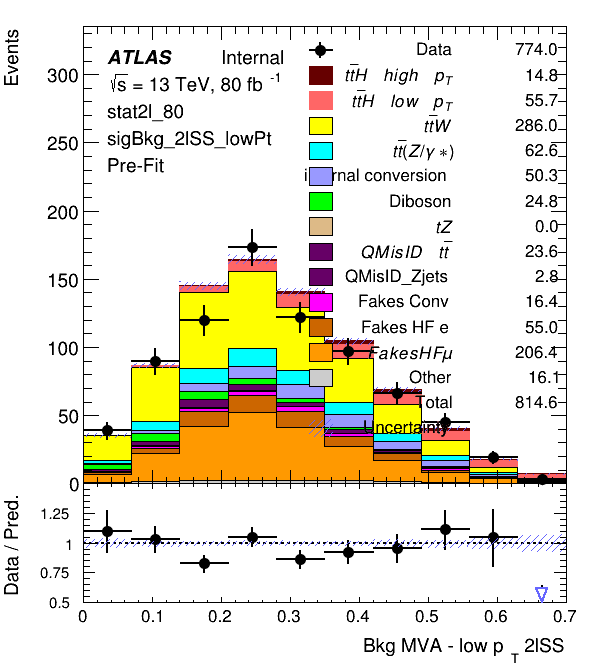 Events
ATLAS Internal
√s = 13 TeV, 80 fb -1
stat2l_80
sigBkg_2lSS_lowPt
Pre-Fit
Data 774.0
tt̄H high pT 14.8
tt̄H low pT 55.7
tt̄W 286.0
tt̄(Z/γ*) 62.6
internal conversion 50.3
Diboson 24.8
tZ 0.0
QMisID tt̄ 23.6
QMisID_Zjets 2.8
Fakes Conv 16.4
Fakes HF e 55.0
FakesHFμ 206.4
Other 16.1
Total 814.6
Uncertainty
300
250
200
150
100
50
0
Data / Pred.
1.25
1
0.75
0.5
0 0.1 0.2 0.3 0.4 0.5 0.6 0.7
Bkg MVA - low p T 2lSS